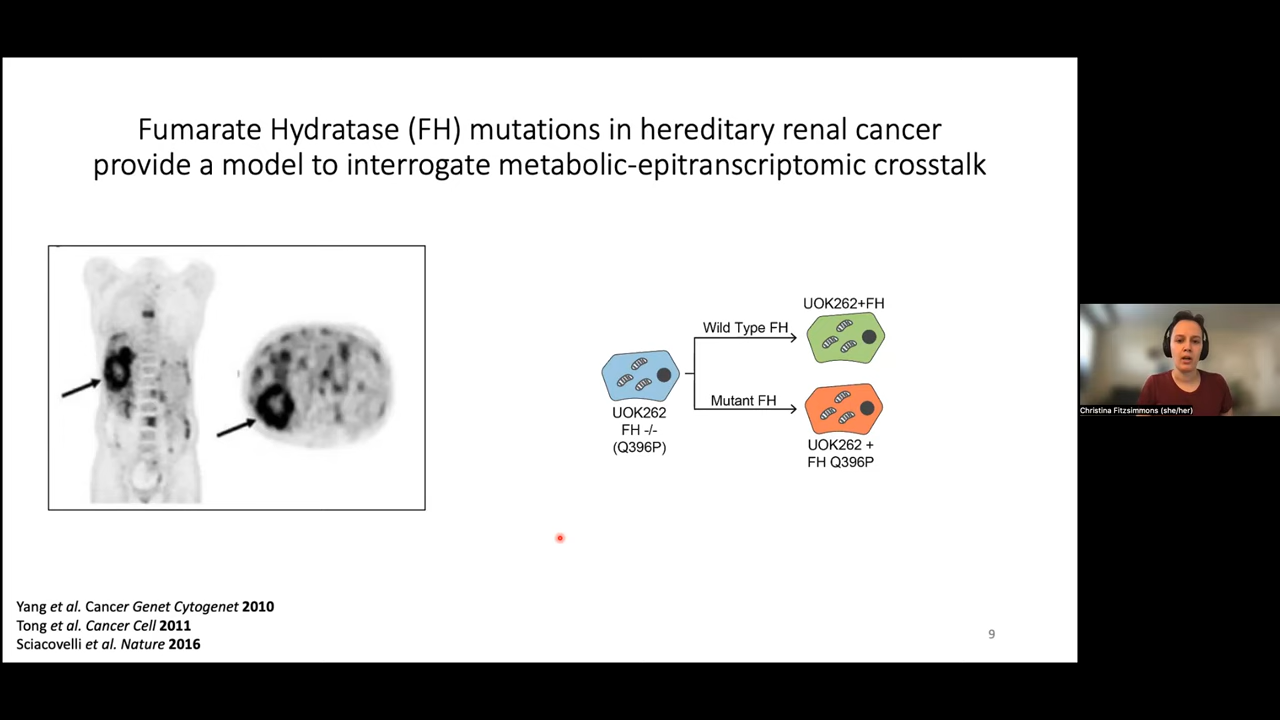 Fumarate Hydratase (FH) mutations in hereditary renal cancer
provide a model to interrogate metabolic-epitranscriptomic crosstalk
UOK262+FH
Wild Type FH
Mutant FH
UOK262
FH -/-
(Q396P)
UOK262 +
FH Q396P
Yang et al. Cancer Genet Cytogenet 2010
Tong et al. Cancer Cell 2011
Sciacovelli et al. Nature 2016
9
Christina Fitzsimmons (she/her)